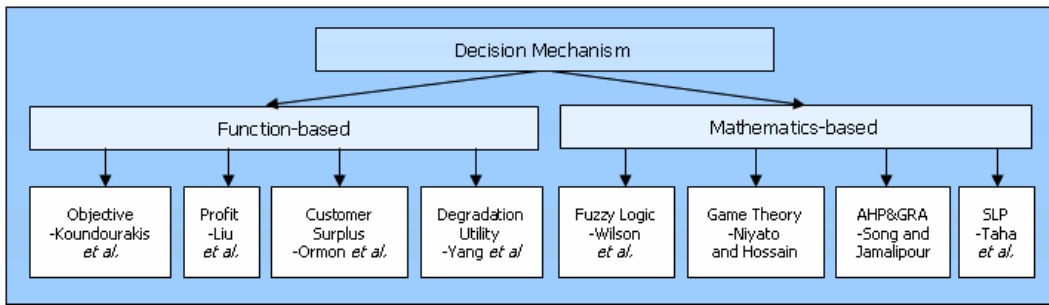 Decision Mechanism
Function-based
Mathematics-based
Objective
-Koundourakis
et al.
Profit
-Liu
et al.
Customer
Surplus
-Ormon et al.
Degradation
Utility
-Yang et al
Fuzzy Logic
-Wilson
et al.
Game Theory
-Niyato
and Hossain
AHP&GRA
-Song and
Jamalipour
SLP
-Taha
et al.